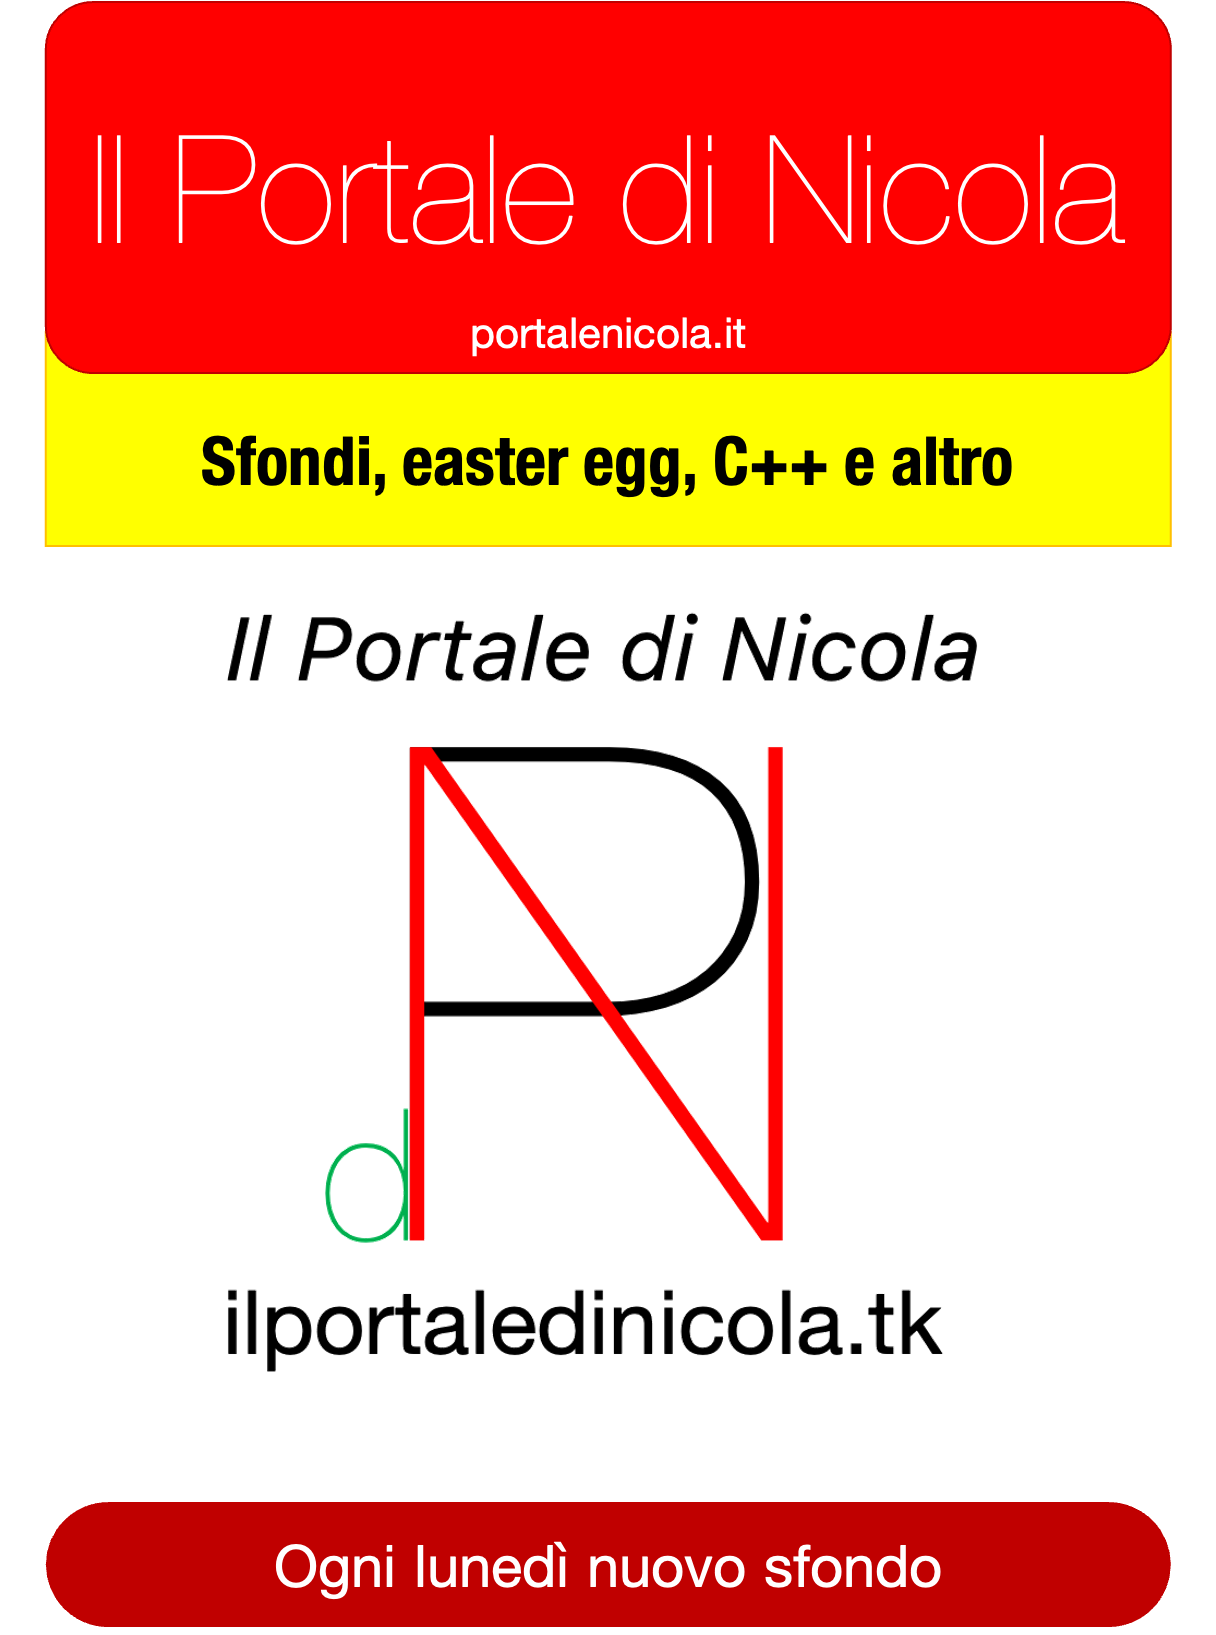 Il Portale di Nicola
portalenicola.it
Sfondi, easter egg, C++ e altro
Il Portale di Nicola
dPN
ilportaledinicola.tk
Ogni lunedì nuovo sfondo